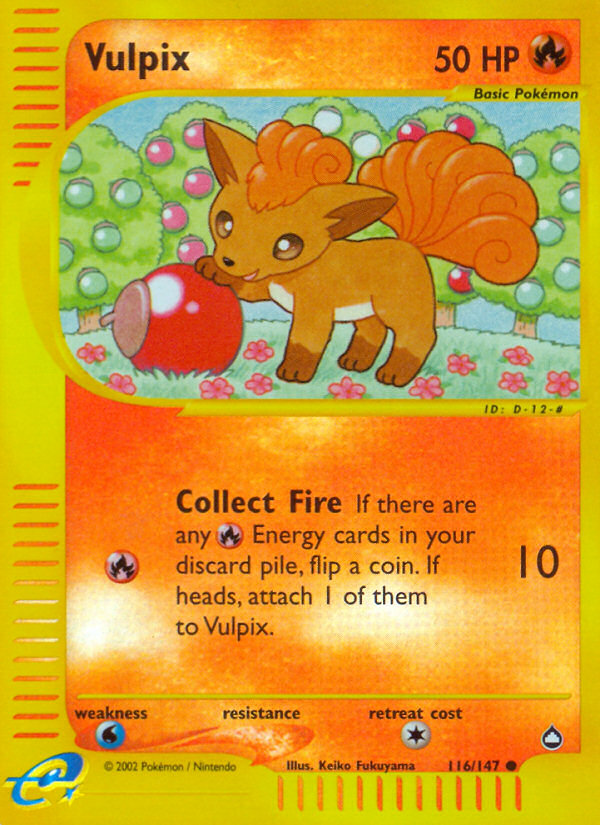 Vulpix
50 HP
Basic Pokémon
ID: D-12-#
Collect Fire If there are
any Energy cards in your
discard pile, flip a coin. If
heads, attach 1 of them
to Vulpix.
10
weakness resistance retreat cost
© 2002 Pokémon / Nintendo Illus. Keiko Fukuyama 116/147
e